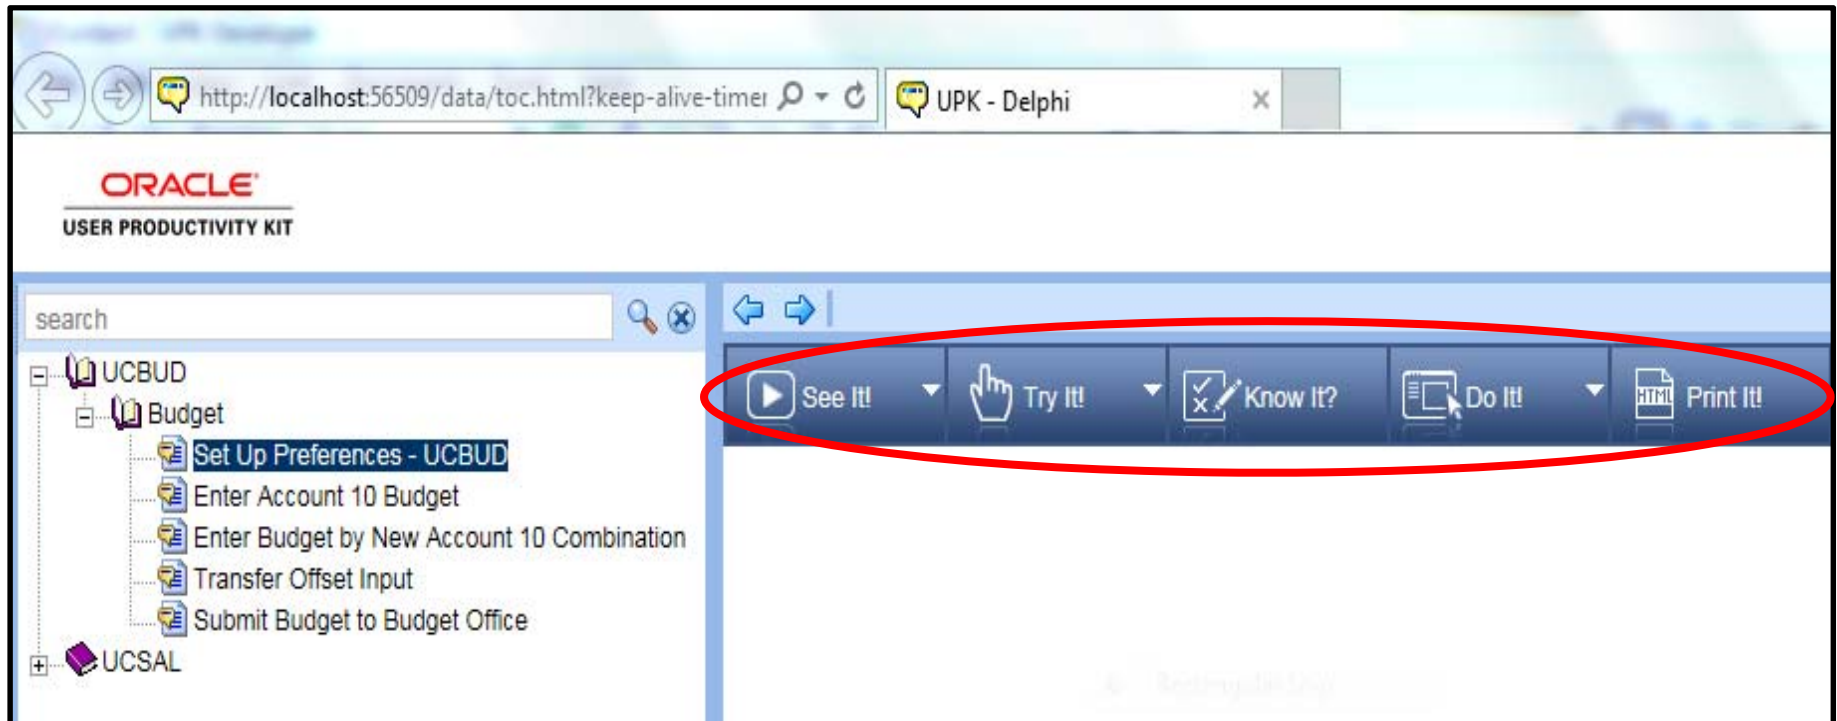 http://localhost:56509/data/toc.html?keep-alive-timer
UPK - Delphi
ORACLE
USER PRODUCTIVITY KIT
search
UCBUD
Budget
Set Up Preferences - UCBUD
Enter Account 10 Budget
Enter Budget by New Account 10 Combination
Transfer Offset Input
Submit Budget to Budget Office
UCSAL
See It! Try It! Know It? Do It! HTML Print It!